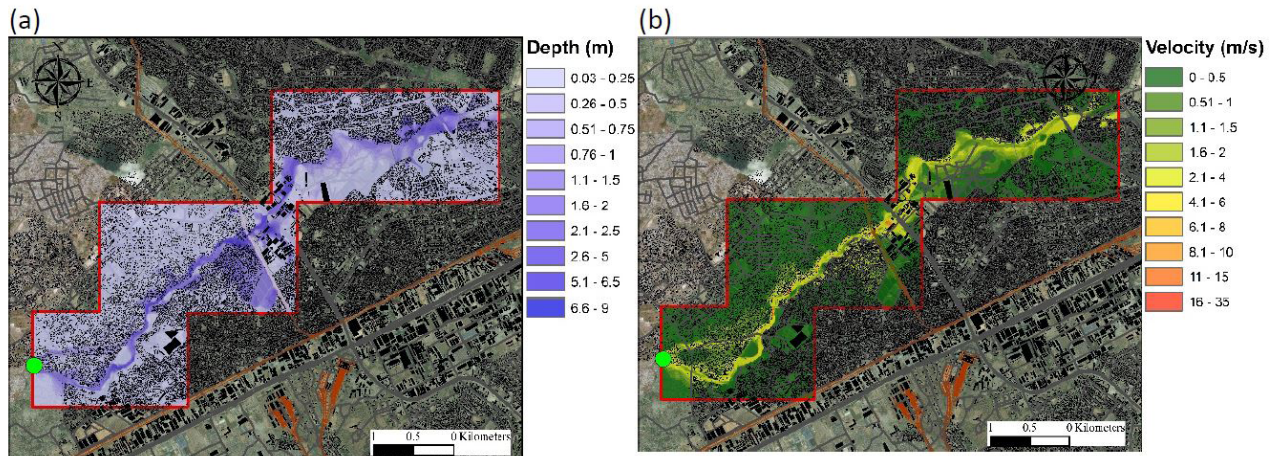 (a)
Depth (m)
0.03 - 0.25
0.26 - 0.5
0.51 - 0.75
0.76 - 1
1.1 - 1.5
1.6 - 2
2.1 - 2.5
2.6 - 5
5.1 - 6.5
6.6 - 9
N
W
E
S
1 0.5 0 Kilometers
(b)
Velocity (m/s)
0 - 0.5
0.51 - 1
1.1 - 1.5
1.6 - 2
2.1 - 4
4.1 - 6
6.1 - 8
8.1 - 10
11 - 15
16 - 35
1 0.5 0 Kilometers